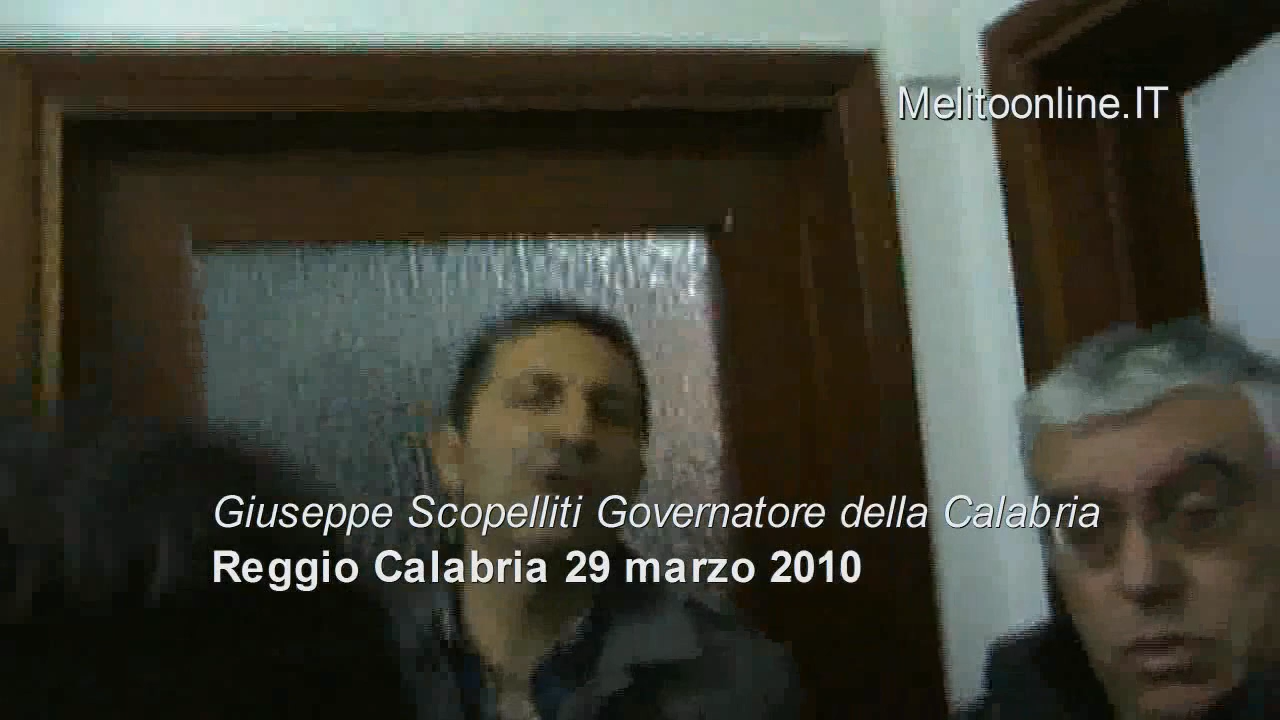 Melitoonline.IT
Giuseppe Scopelliti Governatore della Calabria
Reggio Calabria 29 marzo 2010